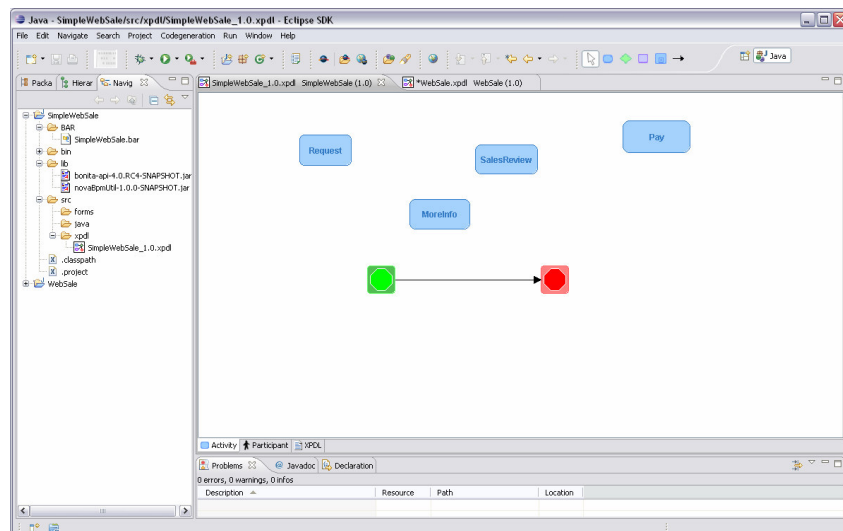 Java - SimpleWebSale/src/xpdl/SimpleWebSale_1.0.xpdl - Eclipse SDK
File Edit Navigate Search Project Codegeneration Run Window Help
Java
Packa Hierar Navig
SimpleWebSale_1.0.xpdl SimpleWebSale (1.0) *WebSale.xpdl WebSale (1.0)
SimpleWebSale
BAR
SimpleWebSale.bar
bin
lib
bonita-api-4.0.RC4-SNAPSHOT.jar
novaBpmUtil-1.0.0-SNAPSHOT.jar
src
forms
java
xpdl
SimpleWebSale_1.0.xpdl
.classpath
.project
WebSale
Request
SalesReview
Pay
MoreInfo
Activity Participant XPDL
Problems Javadoc Declaration
0 errors, 0 warnings, 0 infos
Description Resource Path Location